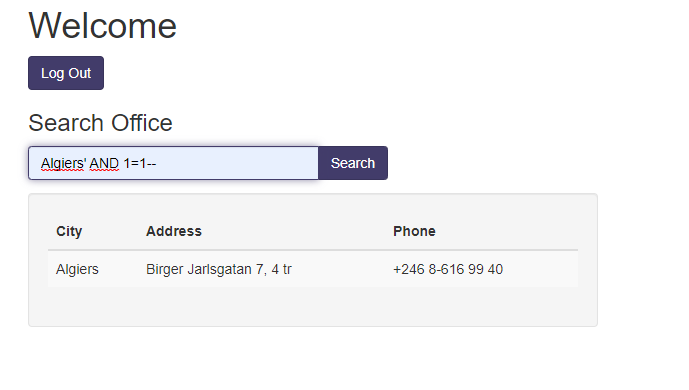 Welcome
Log Out
Search Office
Algiers' AND 1=1--
Search
City Address Phone
Algiers Birger Jarlsgatan 7, 4 tr +246 8-616 99 40